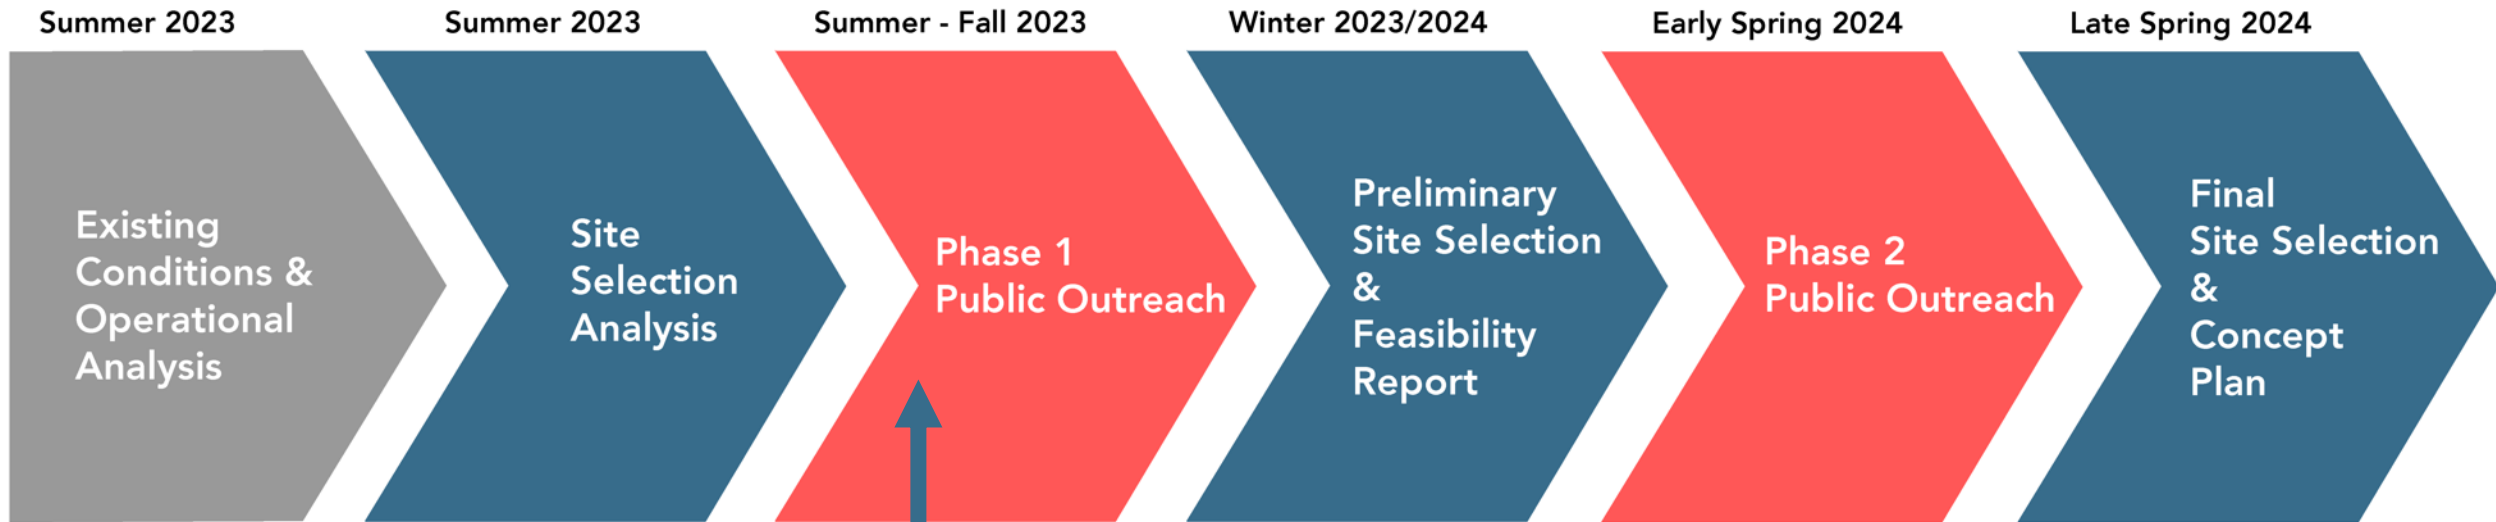 Summer 2023
Existing
Conditions &
Operational
Analysis
Summer 2023
Site
Selection
Analysis
Summer - Fall 2023
Phase 1
Public Outreach
Winter 2023/2024
Preliminary
Site Selection
&
Feasibility
Report
Early Spring 2024
Phase 2
Public Outreach
Late Spring 2024
Final
Site Selection
&
Concept
Plan